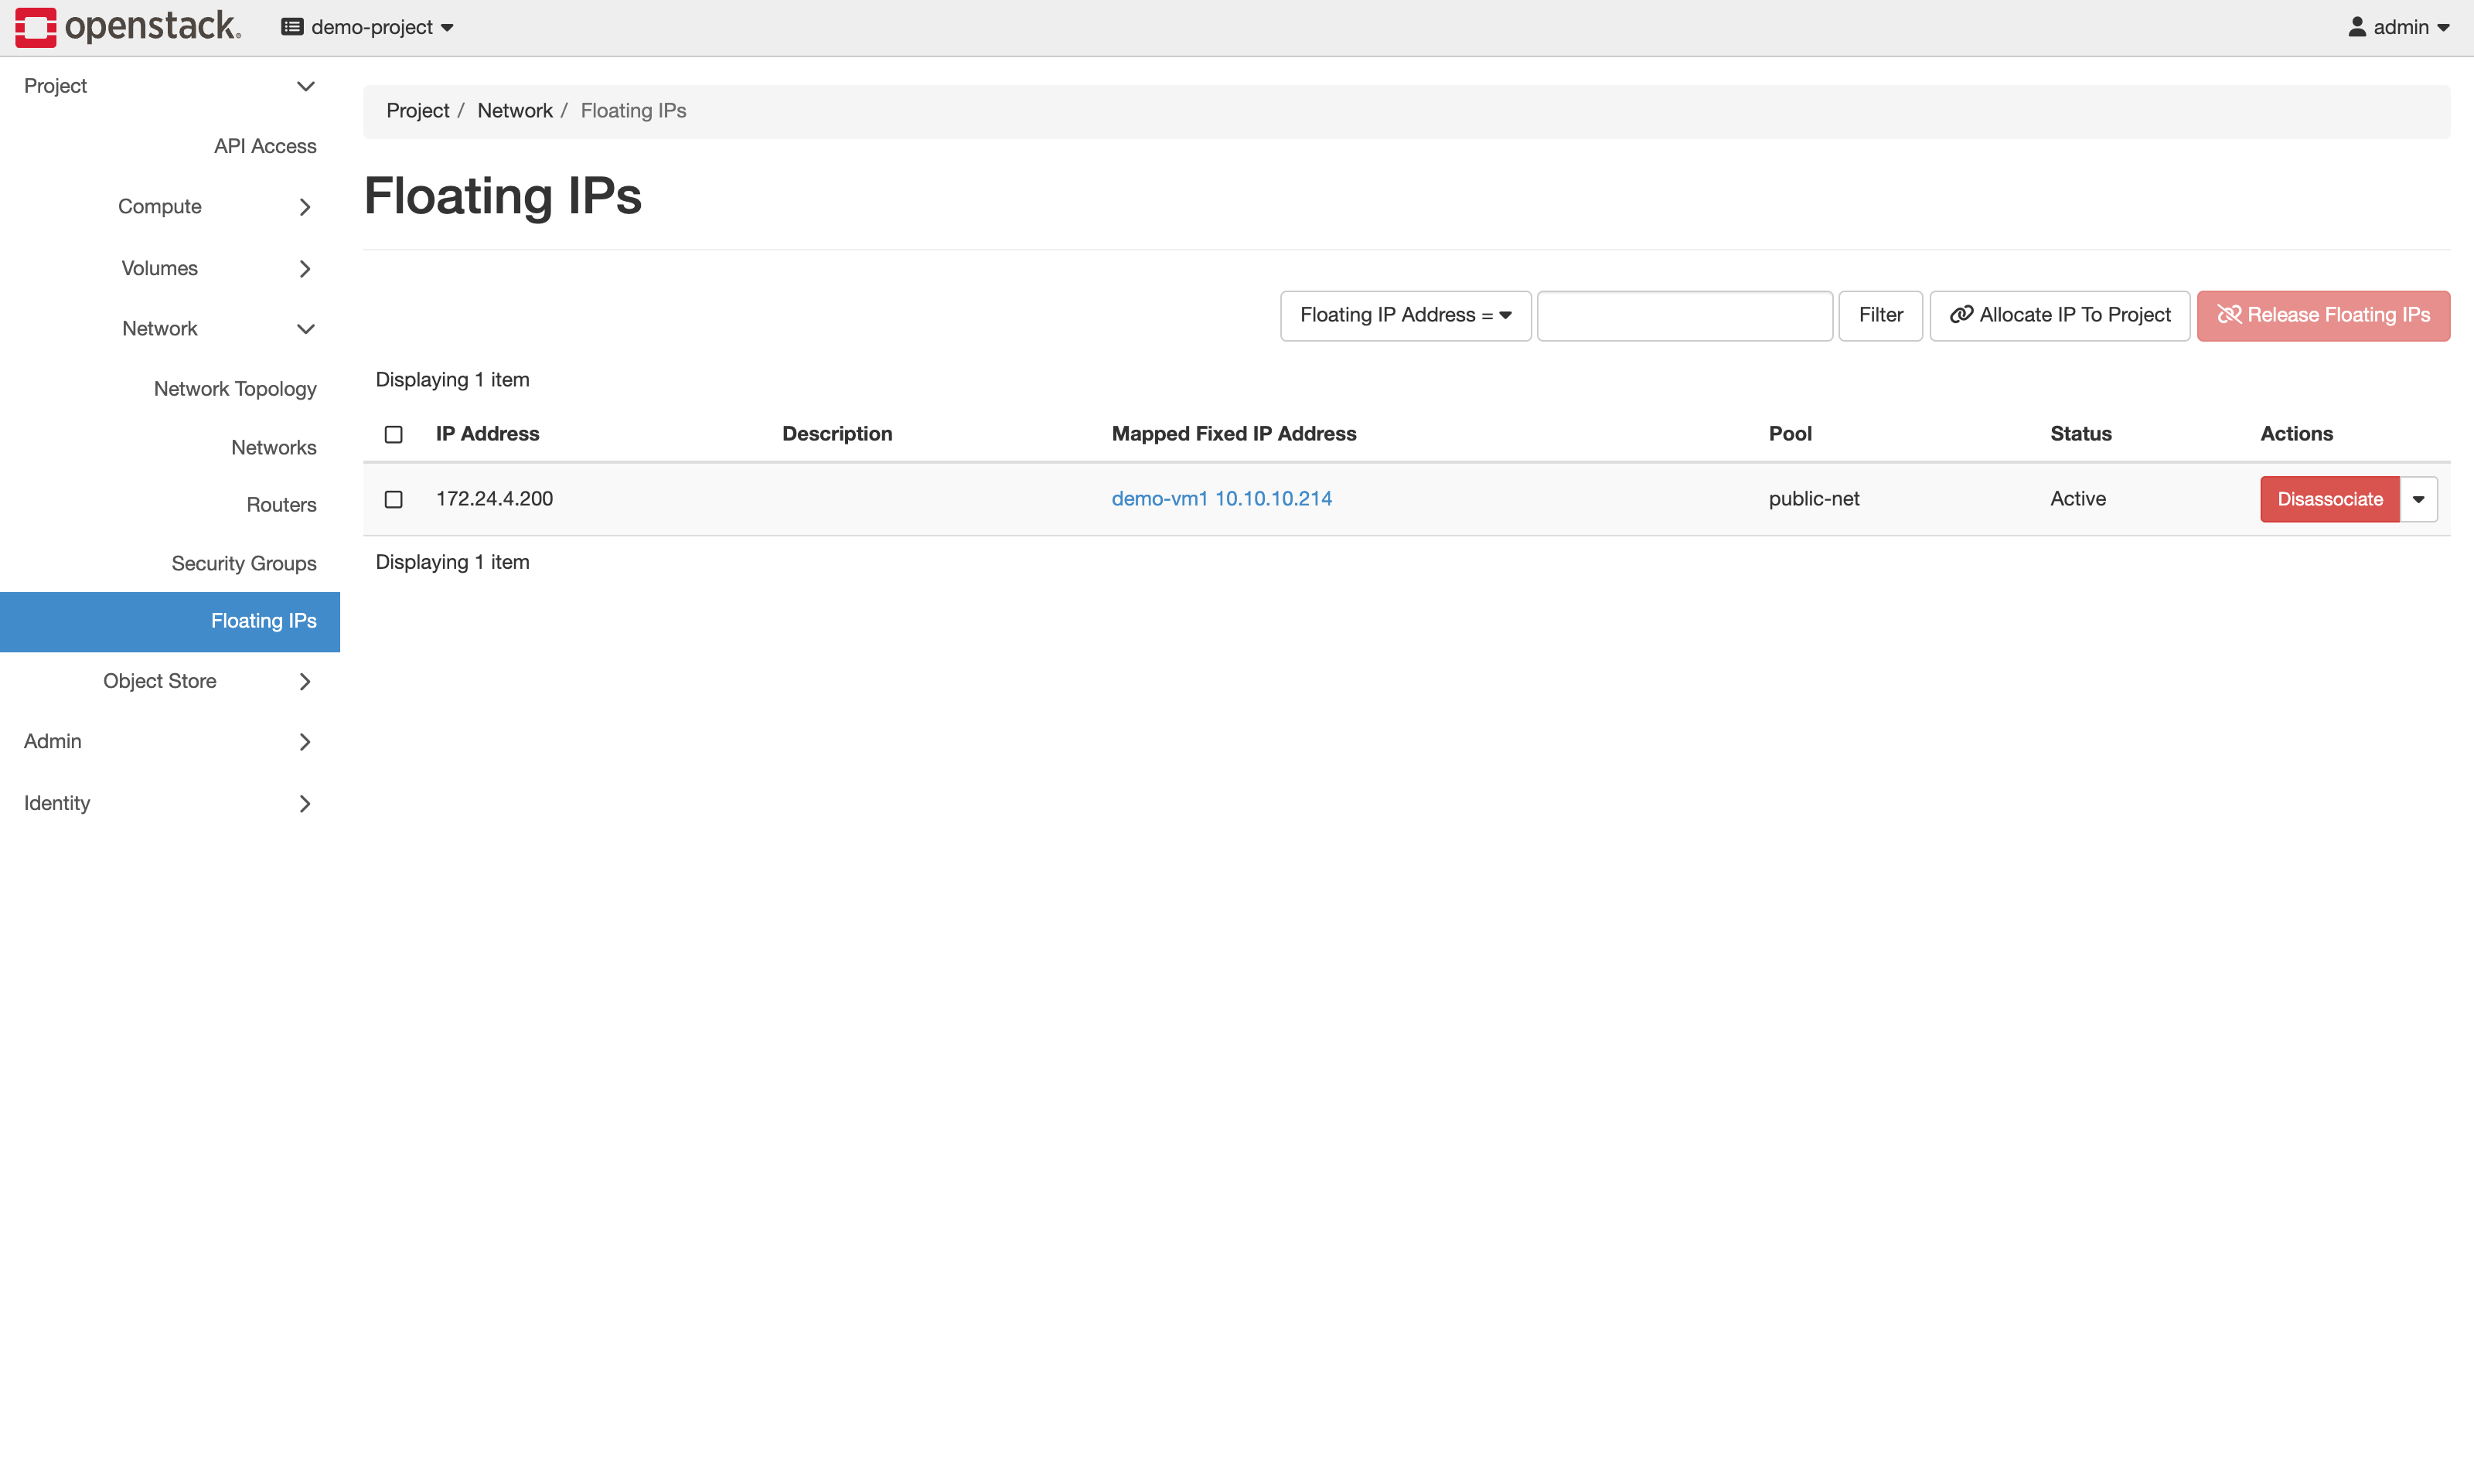 openstack.
demo-project
admin
Project
API Access
Compute
Volumes
Network
Network Topology
Networks
Routers
Security Groups
Floating IPs
Object Store
Admin
Identity
Project / Network / Floating IPs
Floating IPs
Floating IP Address = Filter Allocate IP To Project Release Floating IPs
Displaying 1 item
IP Address Description Mapped Fixed IP Address Pool Status Actions
172.24.4.200 demo-vm1 10.10.10.214 public-net Active Disassociate
Displaying 1 item